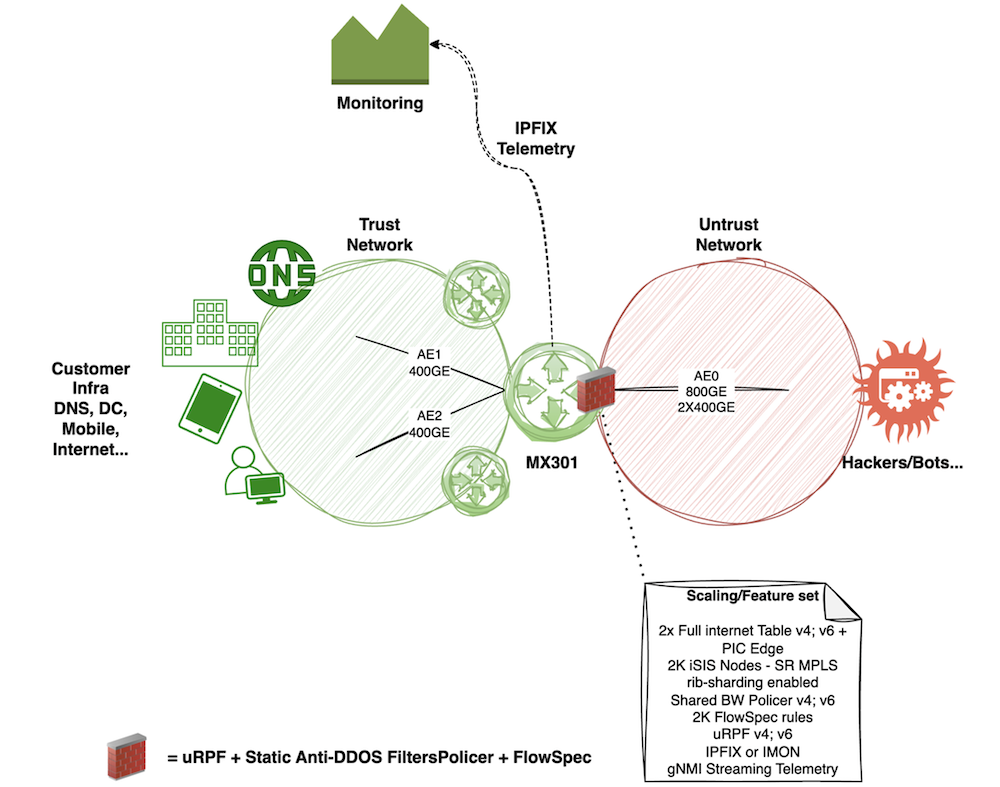 Monitoring
IPFIX
Telemetry
Trust
Network
Untrust
Network
DNS
AE1
400GE
AE0
800GE
2X400GE
Customer
Infra
DNS, DC,
Mobile,
Internet...
AE2
400GE
MX301
Hackers/Bots...
Scaling/Feature set
2x Full internet Table v4; v6 +
PIC Edge
2K iSIS Nodes - SR MPLS
rib-sharding enabled
Shared BW Policer v4; v6
2K FlowSpec rules
uRPF v4; v6
IPFIX or IMON
gNMI Streaming Telemetry
= uRPF + Static Anti-DDOS FiltersPolicer + FlowSpec